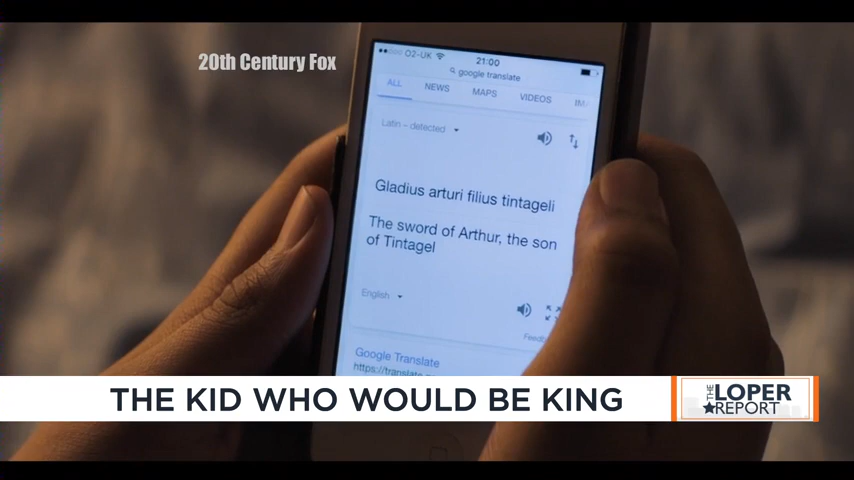 20th Century Fox
O2-UK
21:00
google translate
ALL NEWS MAPS VIDEOS
Latin – detected
Gladius arturi filius tintageli
The sword of Arthur, the son
of Tintagel
English
Google Translate
THE KID WHO WOULD BE KING
THE
LOPER
REPORT